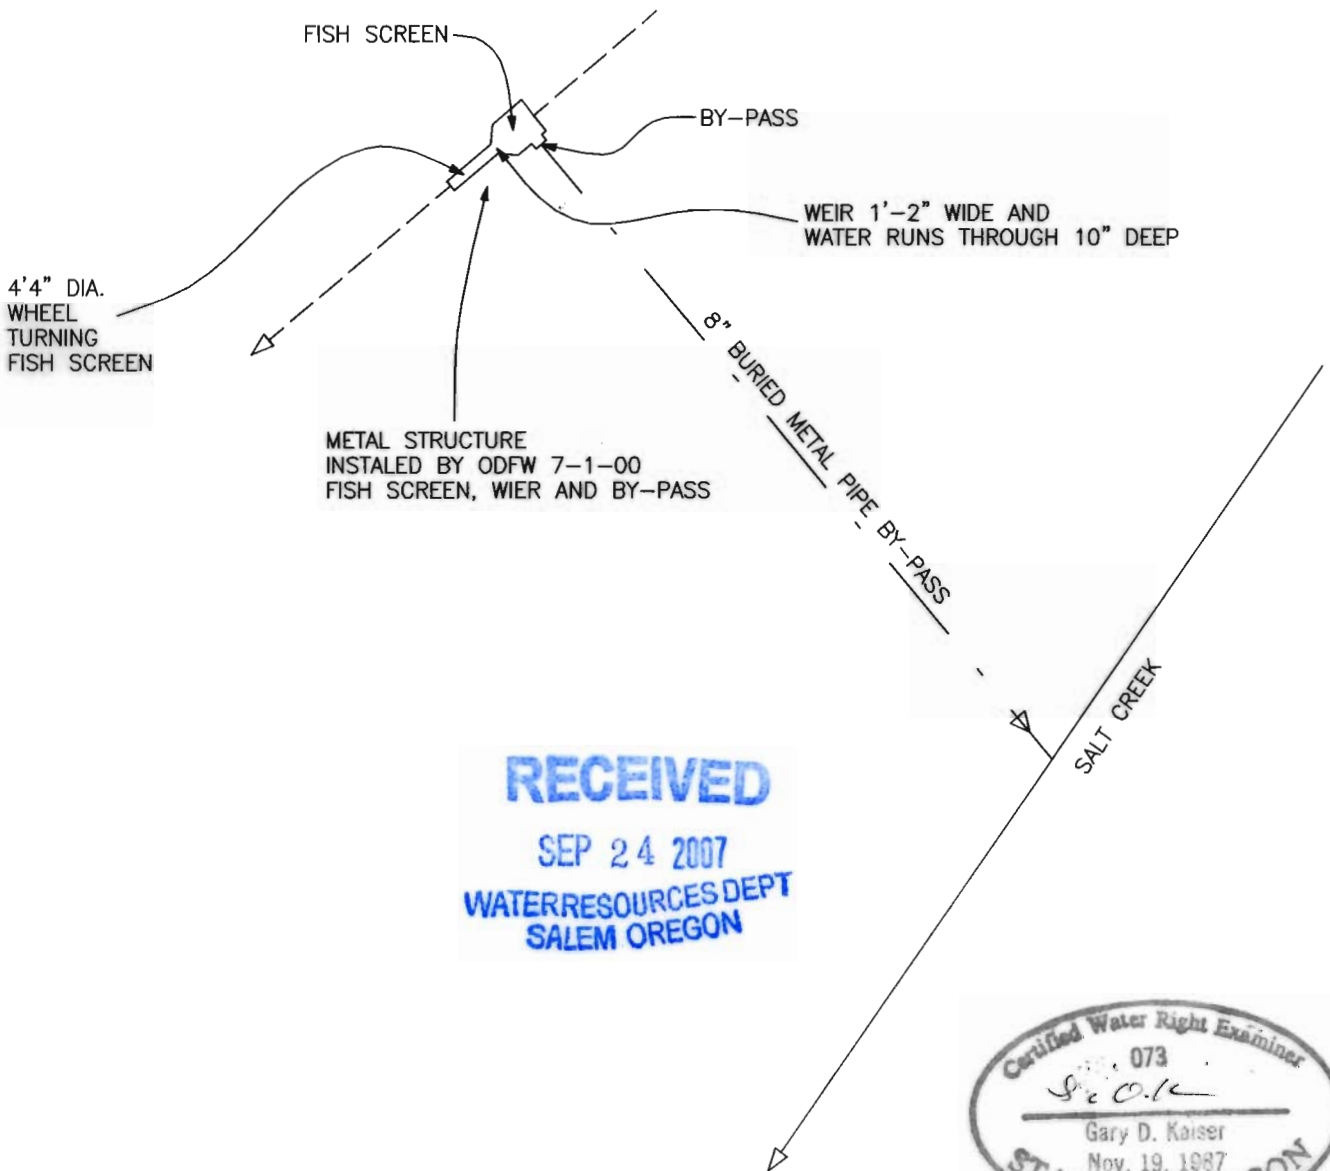 FISH SCREEN
BY-PASS
WEIR 1'-2" WIDE AND
WATER RUNS THROUGH 10" DEEP
4'4" DIA.
WHEEL
TURNING
FISH SCREEN
8" BURIED METAL PIPE BY-PASS
METAL STRUCTURE
INSTALED BY ODFW 7-1-00
FISH SCREEN, WIER AND BY-PASS
SALT CREEK
RECEIVED
SEP 24 2007
WATER RESOURCES DEPT
SALEM OREGON
Certified Water Right Examiner
073
Gary D. Kaiser
Nov. 19, 1987